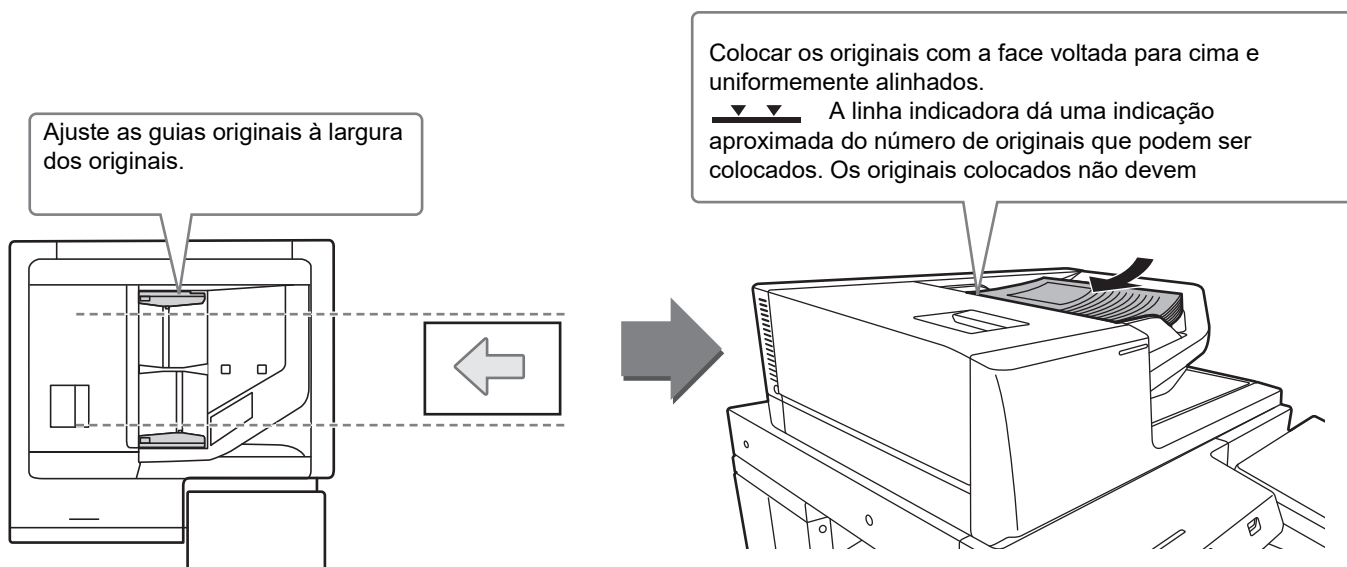 Ajuste as guias originais à largura
dos originais.
Colocar os originais com a face voltada para cima e
uniformemente alinhados.
A linha indicadora dá uma indicação
aproximada do número de originais que podem ser
colocados. Os originais colocados não devem